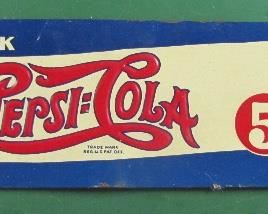 K
PEPSI=COLA
TRADE MARK
REG. U.S. PAT. OFF.
5